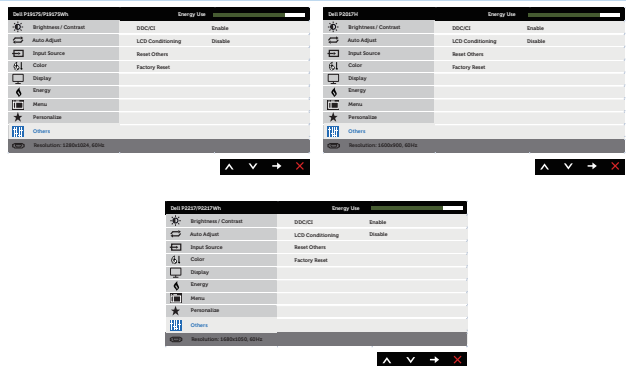 Dell P1917S/P1917SWh Energy Use
Brightness / Contrast DDC/CI Enable
Auto Adjust LCD Conditioning Disable
Input Source Reset Others
Color Factory Reset
Display
Energy
Menu
Personalize
Others
Resolution: 1280x1024, 60Hz
Dell P2017H Energy Use
Brightness / Contrast DDC/CI Enable
Auto Adjust LCD Conditioning Disable
Input Source Reset Others
Color Factory Reset
Display
Energy
Menu
Personalize
Others
Resolution: 1600x900, 60Hz
Dell P2217/P2217Wh Energy Use
Brightness / Contrast DDC/CI Enable
Auto Adjust LCD Conditioning Disable
Input Source Reset Others
Color Factory Reset
Display
Energy
Menu
Personalize
Others
Resolution: 1680x1050, 60Hz